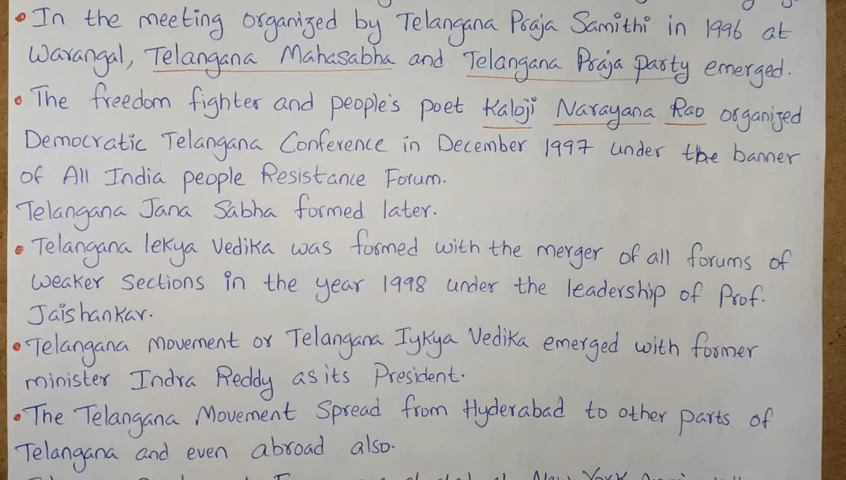 • In the meeting organized by Telangana Praja Samithi in 1996 at
Warangal, Telangana Mahasabha and Telangana Praja party emerged.
• The freedom fighter and people's poet Kaloji Narayana Rao organized
Democratic Telangana Conference in December 1997 under the banner
of All India people Resistance Forum.
Telangana Jana Sabha formed later.
• Telangana Iekya Vedika was formed with the merger of all forums of
weaker sections in the year 1998 under the leadership of Prof.
Jaishankar.
• Telangana Movement or Telangana Iykya Vedika emerged with former
minister Indra Reddy as its President.
• The Telangana Movement Spread from Hyderabad to other parts of
Telangana and even abroad also.